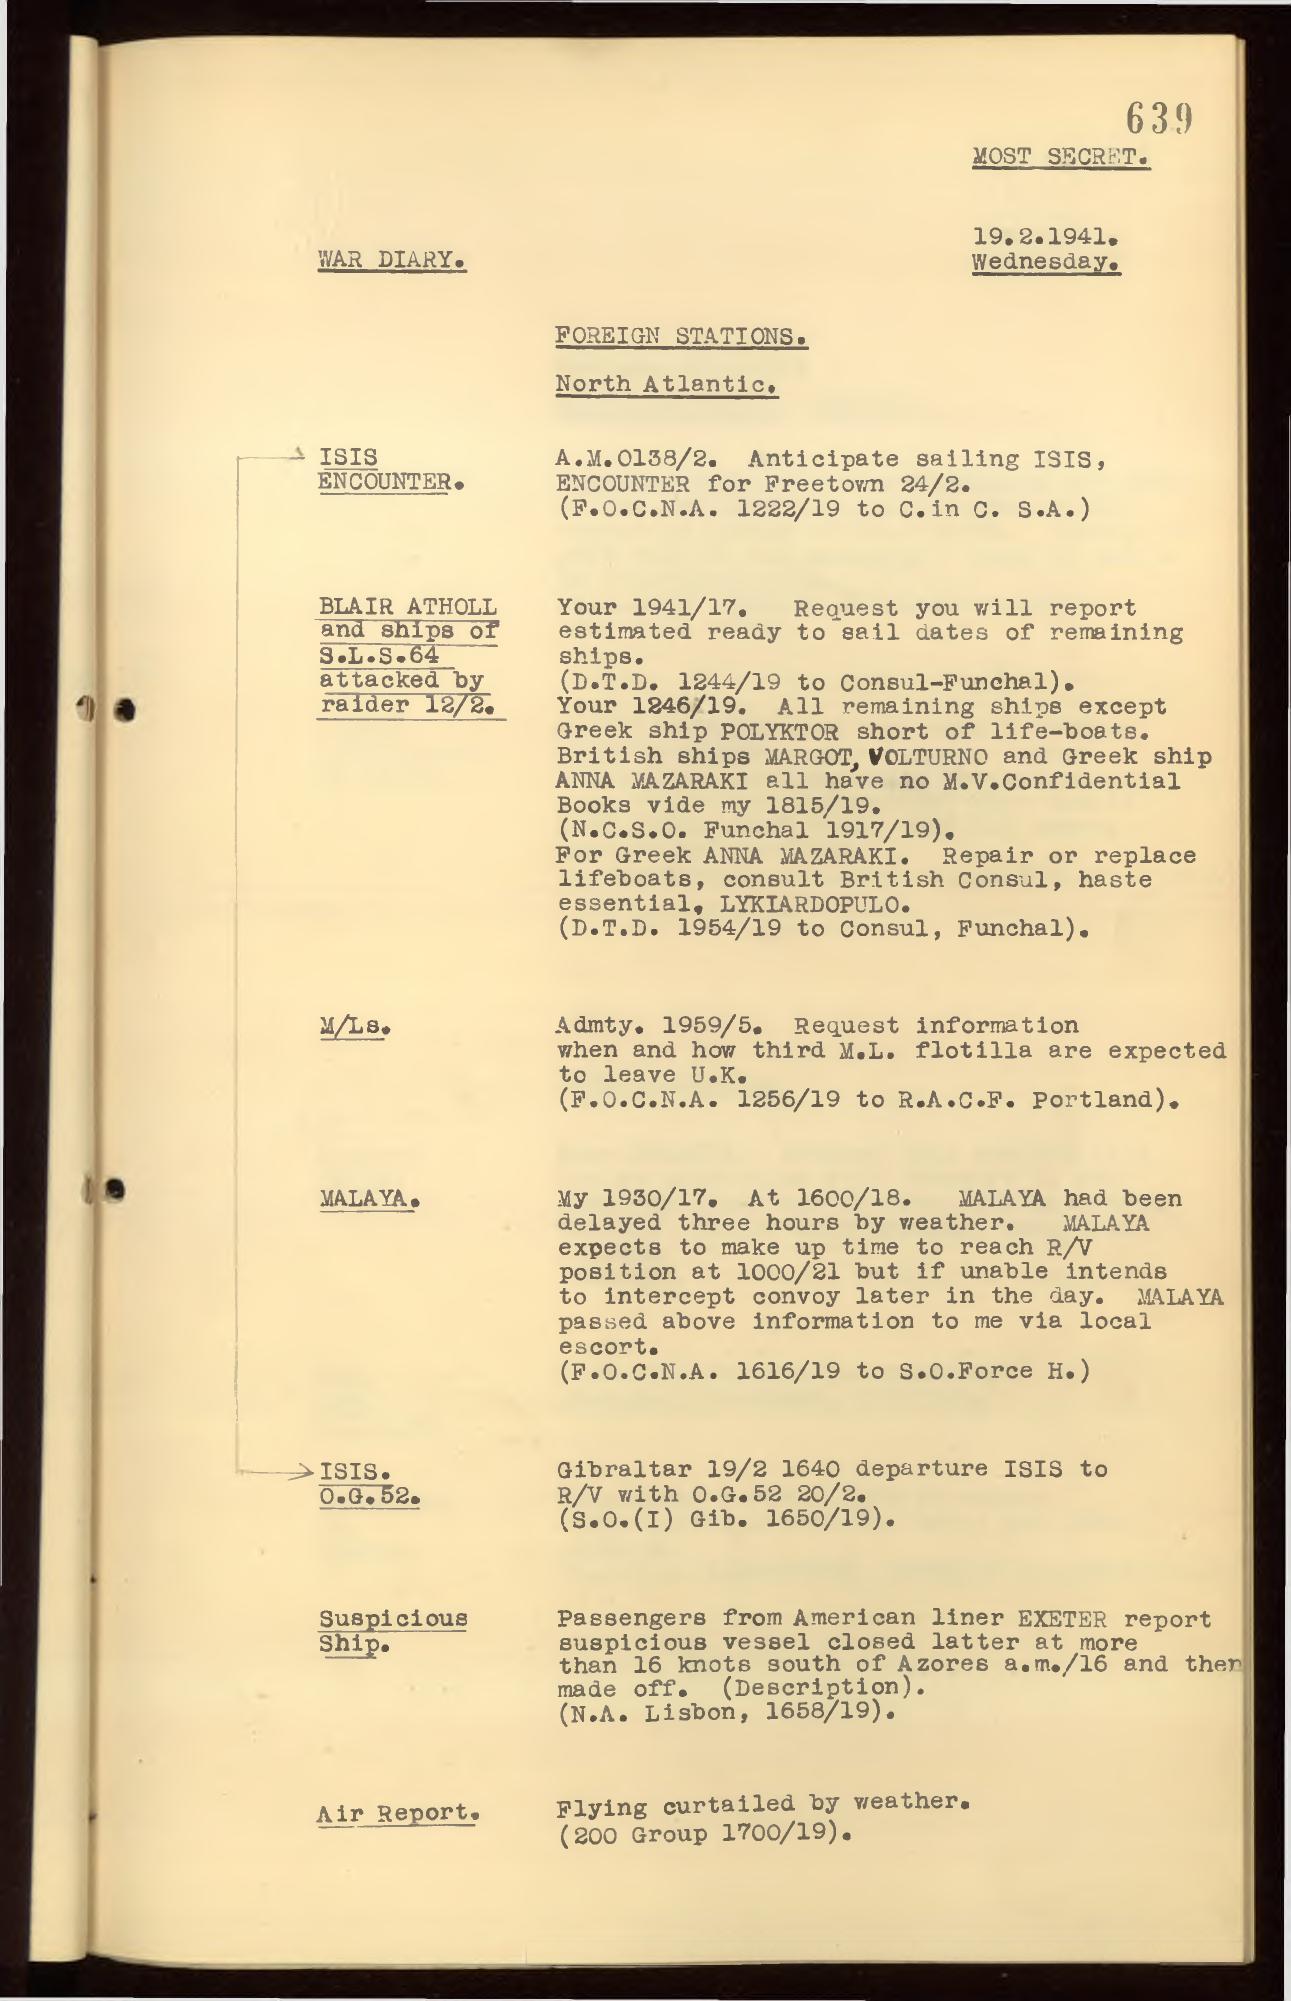 639
MOST SECRET.
19.2.1941.
WAR DIARY.
Wednesday.
FOREIGN STATIONS.
North Atlantic.
ISIS
ENCOUNTER.
A.M.0138/2. Anticipate sailing ISIS,
ENCOUNTER for Freetown 24/2.
(F.O.C.N.A. 1222/19 to C.in C. S.A.)
BLAIR ATHOLL
and ships of
S.L.S.64
attacked by
raider 12/2.
Your 1941/17. Request you will report
estimated ready to sail dates of remaining
ships.
(D.T.D. 1244/19 to Consul-Funchal).
Your 1246/19. All remaining ships except
Greek ship POLYKTOR short of life-boats.
British ships MARGOT, VOLTURNO and Greek ship
ANNA MAZARAKI all have no M.V.Confidential
Books vide my 1815/19.
(N.C.S.O. Funchal 1917/19).
For Greek ANNA MAZARAKI. Repair or replace
lifeboats, consult British Consul, haste
essential, LYKIARDOPULO.
(D.T.D. 1954/19 to Consul, Funchal).
M/Ls.
Admty. 1959/5. Request information
when and how third M.L. flotilla are expected
to leave U.K.
(F.O.C.N.A. 1256/19 to R.A.C.F. Portland).
MALAYA.
My 1930/17. At 1600/18. MALAYA had been
delayed three hours by weather. MALAYA
expects to make up time to reach R/V
position at 1000/21 but if unable intends
to intercept convoy later in the day. MALAYA
passed above information to me via local
escort.
(F.O.C.N.A. 1616/19 to S.O.Force H.)
ISIS.
O.G.52.
Gibraltar 19/2 1640 departure ISIS to
R/V with O.G.52 20/2.
(S.O.(I) Gib. 1650/19).
Suspicious
Ship.
Passengers from American liner EXETER report
suspicious vessel closed latter at more
than 16 knots south of Azores a.m./16 and then
made off. (Description).
(N.A. Lisbon, 1658/19).
Air Report.
Flying curtailed by weather.
(200 Group 1700/19).